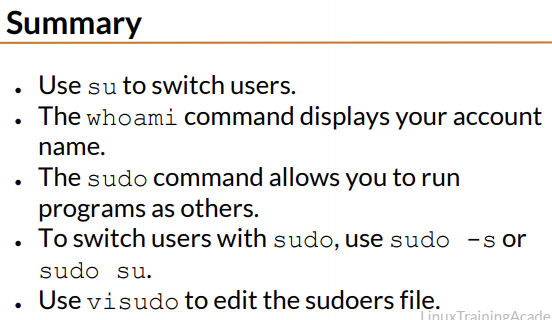 Summary
• Use su to switch users.
• The whoami command displays your account
name.
• The sudo command allows you to run
programs as others.
• To switch users with sudo, use sudo -s or
sudo su.
• Use visudo to edit the sudoers file.
LinuxTrainingAcade